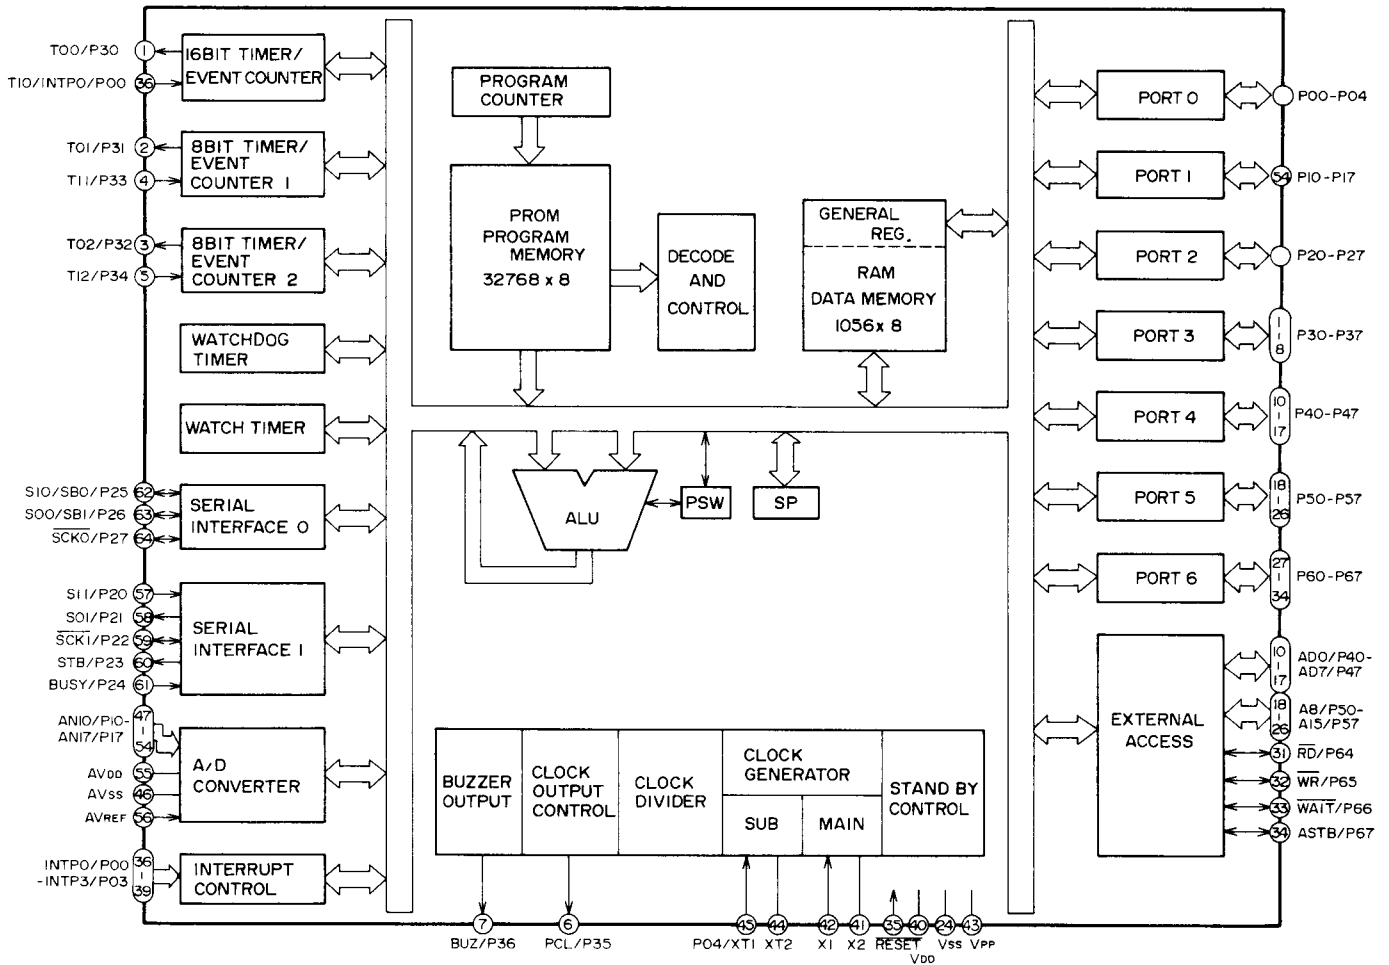 T00/P30
1
TI0/INTP0/P00
36
16BIT TIMER/
EVENT COUNTER
T01/P31
2
T11/P33
4
8BIT TIMER/
EVENT
COUNTER 1
T02/P32
3
T12/P34
5
8BIT TIMER/
EVENT
COUNTER 2
WATCHDOG
TIMER
WATCH TIMER
SI0/SB0/P25
62
S00/SB1/P26
63
SCK0/P27
64
SERIAL
INTERFACE 0
SI1/P20
57
S01/P21
58
SCK1/P22
59
STB/P23
60
BUSY/P24
61
SERIAL
INTERFACE 1
AN10/P10-
AN17/P17
47
-
54
AVDD
55
AVSS
46
AVREF
56
A/D
CONVERTER
INTP0/P00
-INTP3/P03
36
-
39
INTERRUPT
CONTROL
PROGRAM
COUNTER
PROM
PROGRAM
MEMORY
32768 x 8
DECODE
AND
CONTROL
GENERAL
REG.
RAM
DATA MEMORY
1056 x 8
ALU
PSW
SP
BUZZER
OUTPUT
CLOCK
OUTPUT
CONTROL
CLOCK
DIVIDER
CLOCK
GENERATOR
SUB
MAIN
STAND BY
CONTROL
7
BUZ/P36
6
PCL/P35
45
P04/XT1
44
XT2
42
X1
41
X2
35
RESET
40
VDD
24
VSS
43
VPP
PORT 0
P00-P04
PORT 1
54
P10-P17
PORT 2
P20-P27
PORT 3
1
-
8
P30-P37
PORT 4
10
-
17
P40-P47
PORT 5
18
-
26
P50-P57
PORT 6
27
-
34
P60-P67
EXTERNAL
ACCESS
10
-
17
AD0/P40-
AD7/P47
18
-
26
A8/P50-
A15/P57
31
RD/P64
32
WR/P65
33
WAIT/P66
34
ASTB/P67